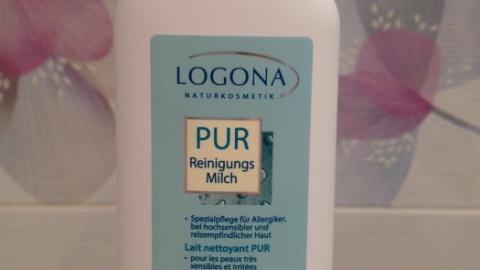 LOGONA
NATURKOSMETIK
PUR
Reinigungs
Milch
- Spezialpflege für Allergiker,
bei hochsensibler und
reizempfindlicher Haut
Lait nettoyant PUR
- pour les peaux très
sensibles et irritées